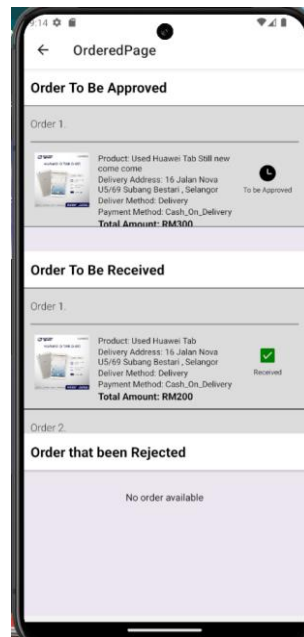 9:14
OrderedPage
Order To Be Approved
Order 1.
Product: Used Huawei Tab Still new
come come
Delivery Address: 16 Jalan Nova
U5/69 Subang Bestari , Selangor
Deliver Method: Delivery
Payment Method: Cash_On_Delivery
Total Amount: RM300
To be Approved
Order To Be Received
Order 1.
Product: Used Huawei Tab
Delivery Address: 16 Jalan Nova
U5/69 Subang Bestari , Selangor
Deliver Method: Delivery
Payment Method: Cash_On_Delivery
Total Amount: RM200
Received
Order 2.
Order that been Rejected
No order available